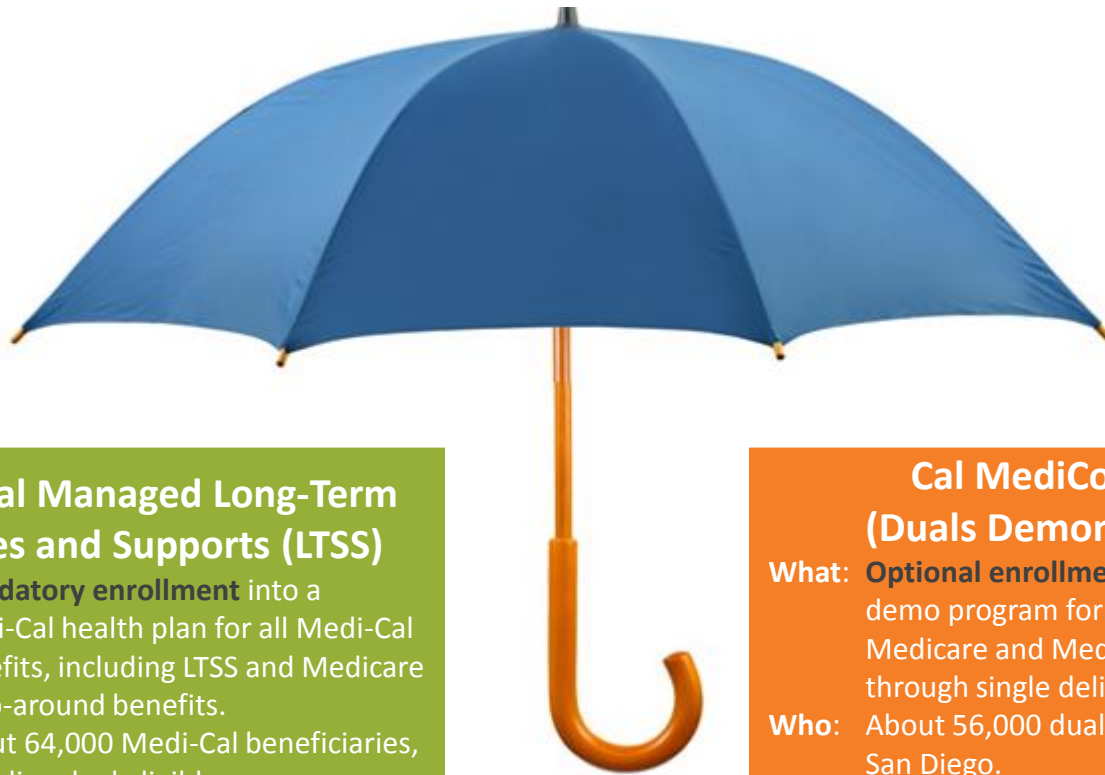 al Managed Long-Term
es and Supports (LTSS)
datory enrollment into a
i-Cal health plan for all Medi-Cal
efits, including LTSS and Medicare
-around benefits.
ut 64,000 Medi-Cal beneficiaries,
Cal MediCo
(Duals Demon
What: Optional enrollme
demo program for
Medicare and Med
through single deli
Who: About 56,000 dual
San Diego.